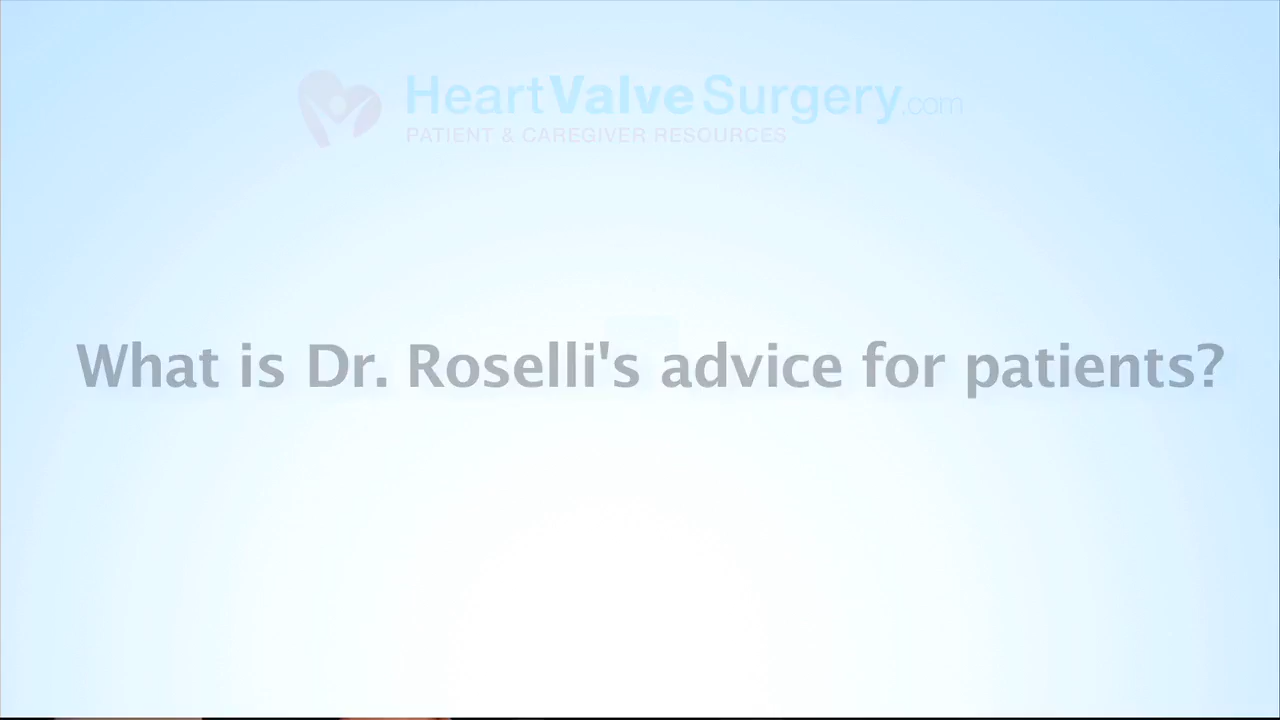 HeartValveSurgery.com
PATIENT & CAREGIVER RESOURCES
What is Dr. Roselli's advice for patients?